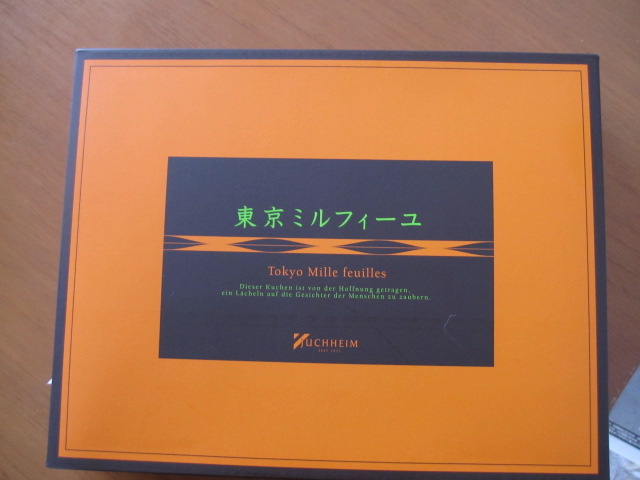 東京ミルフィーユ
Tokyo Mille feuilles
Dieser Kuchen ist von der Hoffnung getragen,
ein Lächeln auf die Gesichter der Menschen zu zaubern.
JUCHHEIM